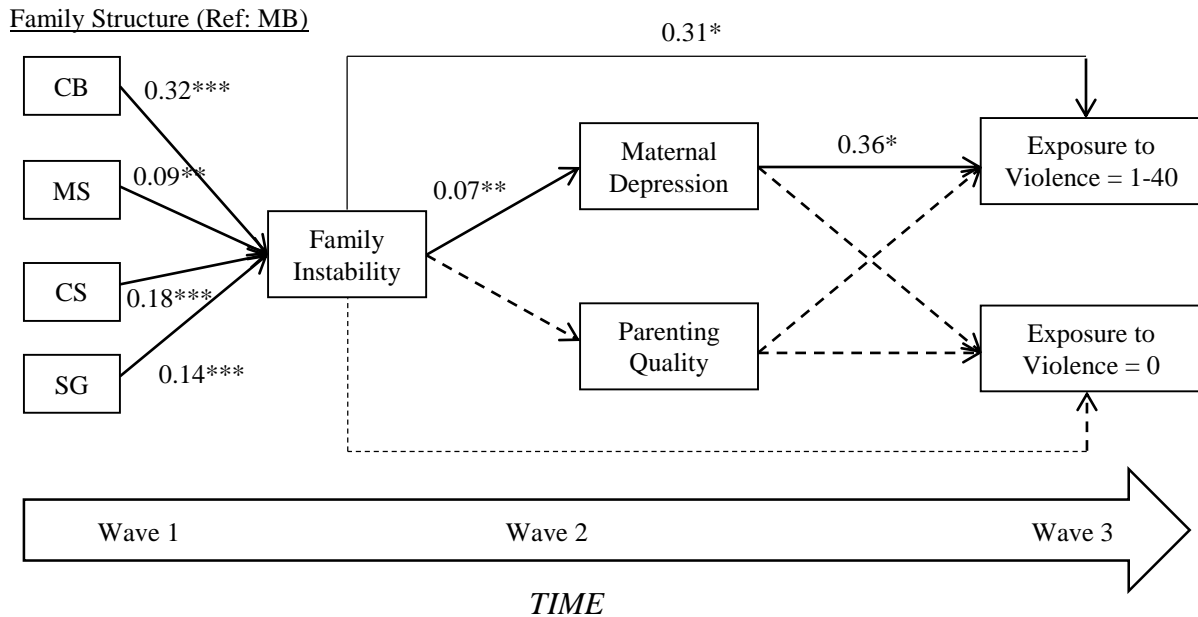 Family Structure (Ref: MB)
0.31*
CB
0.32***
MS
0.09**
CS
0.18***
SG
0.14***
Family
Instability
0.07**
Maternal
Depression
0.36*
Parenting
Quality
Exposure to
Violence = 1-40
Exposure to
Violence = 0
Wave 1
Wave 2
Wave 3
TIME